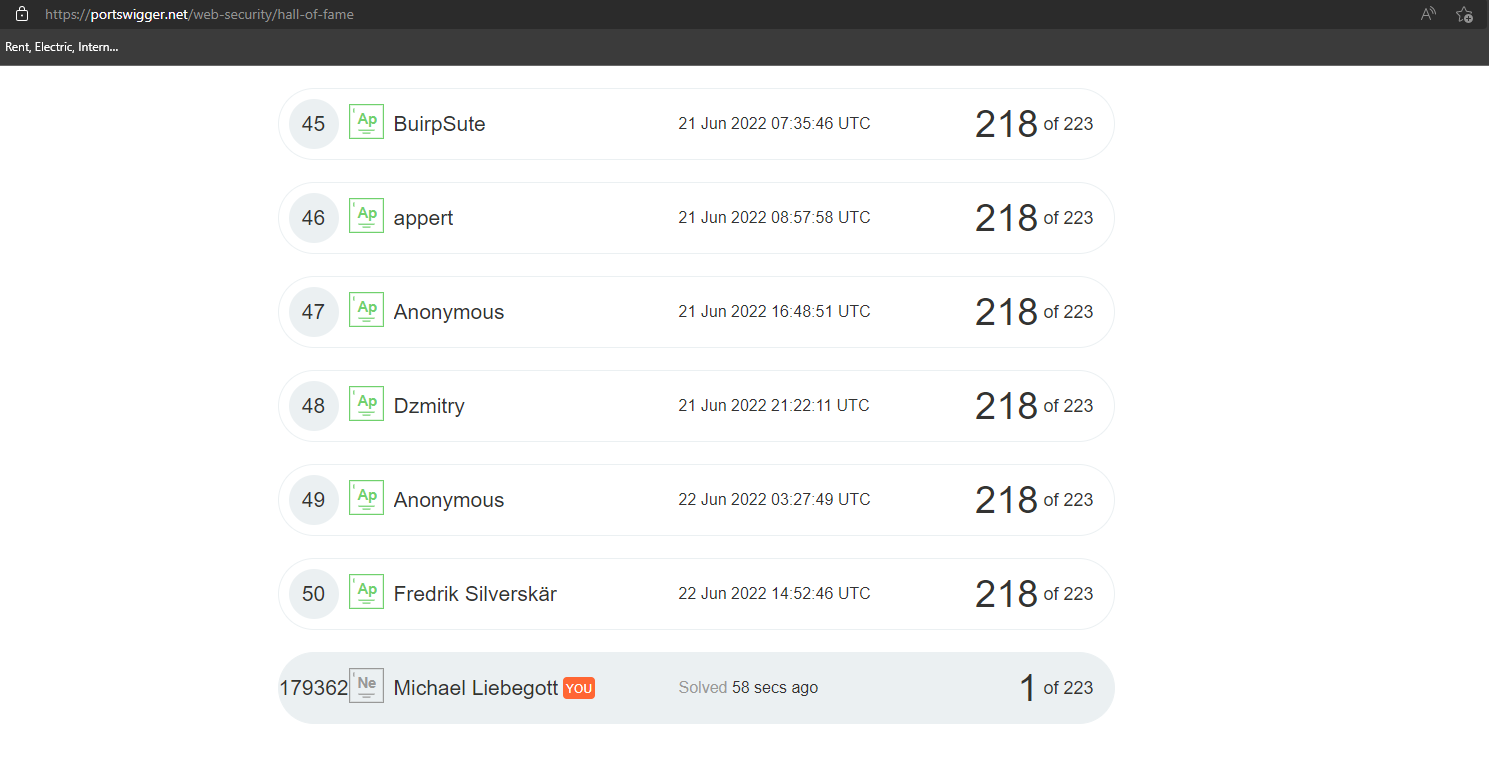 https://portswigger.net/web-security/hall-of-fame
Rent, Electric, Intern...
45 Ap BuirpSute 21 Jun 2022 07:35:46 UTC 218 of 223
46 Ap appert 21 Jun 2022 08:57:58 UTC 218 of 223
47 Ap Anonymous 21 Jun 2022 16:48:51 UTC 218 of 223
48 Ap Dzmitry 21 Jun 2022 21:22:11 UTC 218 of 223
49 Ap Anonymous 22 Jun 2022 03:27:49 UTC 218 of 223
50 Ap Fredrik Silverskär 22 Jun 2022 14:52:46 UTC 218 of 223
179362 Ne Michael Liebegott YOU Solved 58 secs ago 1 of 223